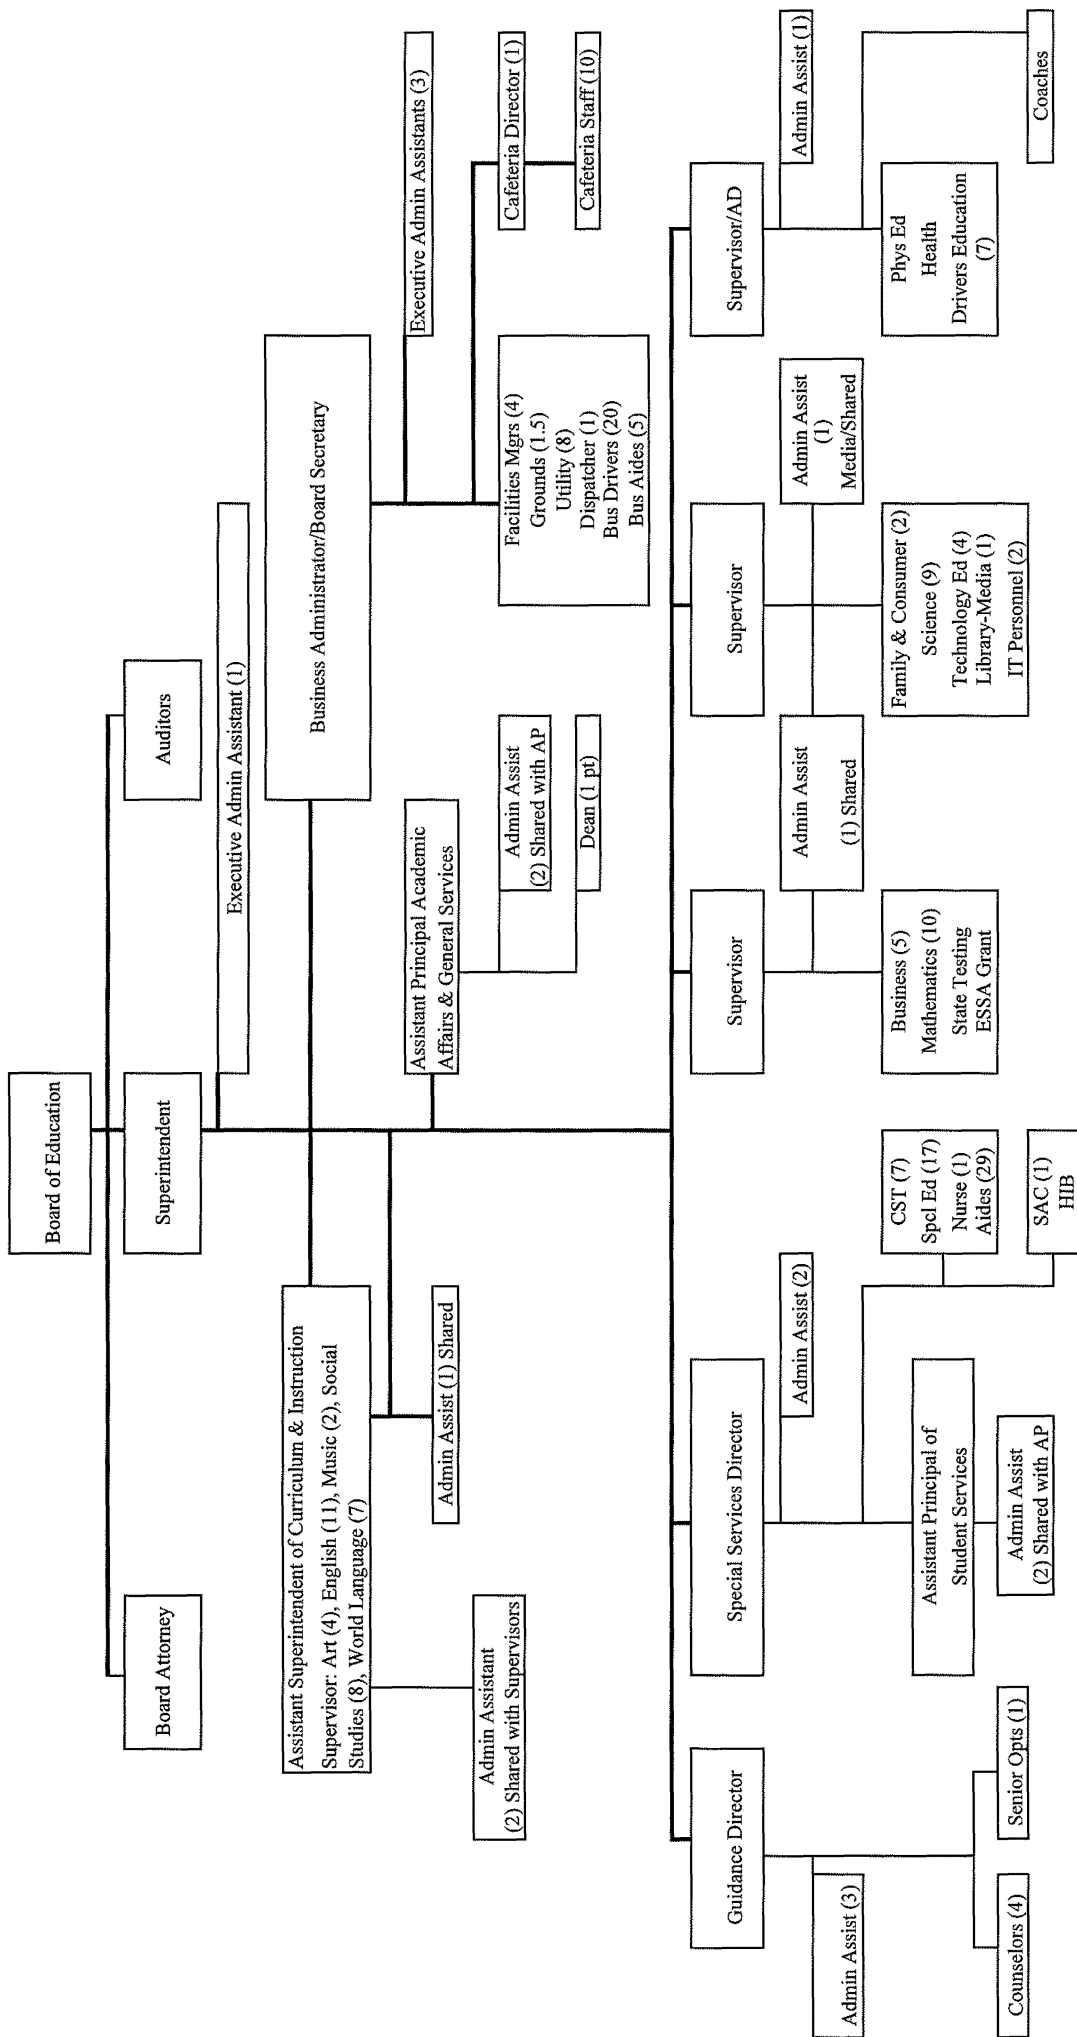 Board of Education
Board Attorney
Superintendent
Auditors
Executive Admin Assistant (1)
Assistant Superintendent of Curriculum & Instruction
Supervisor: Art (4), English (11), Music (2), Social
Studies (8), World Language (7)
Business Administrator/Board Secretary
Admin Assist (1) Shared
Assistant Principal Academic
Affairs & General Services
Executive Admin Assistants (3)
Admin Assistant
(2) Shared with Supervisors
Admin Assist
(2) Shared with AP
Dean (1 pt)
Facilities Mgrs (4)
Grounds (1.5)
Utility (8)
Dispatcher (1)
Bus Drivers (20)
Bus Aides (5)
Cafeteria Director (1)
Cafeteria Staff (10)
Guidance Director
Special Services Director
Supervisor
Supervisor
Supervisor/AD
Admin Assist (3)
Admin Assist (2)
Admin Assist
(1) Shared
Admin Assist
(1)
Media/Shared
Admin Assist (1)
Counselors (4)
Senior Opts (1)
Assistant Principal of
Student Services
Admin Assist
(2) Shared with AP
CST (7)
Spcl Ed (17)
Nurse (1)
Aides (29)
SAC (1)
HIB
Business (5)
Mathematics (10)
State Testing
ESSA Grant
Family & Consumer (2)
Science (9)
Technology Ed (4)
Library-Media (1)
IT Personnel (2)
Phys Ed
Health
Drivers Education
(7)
Coaches